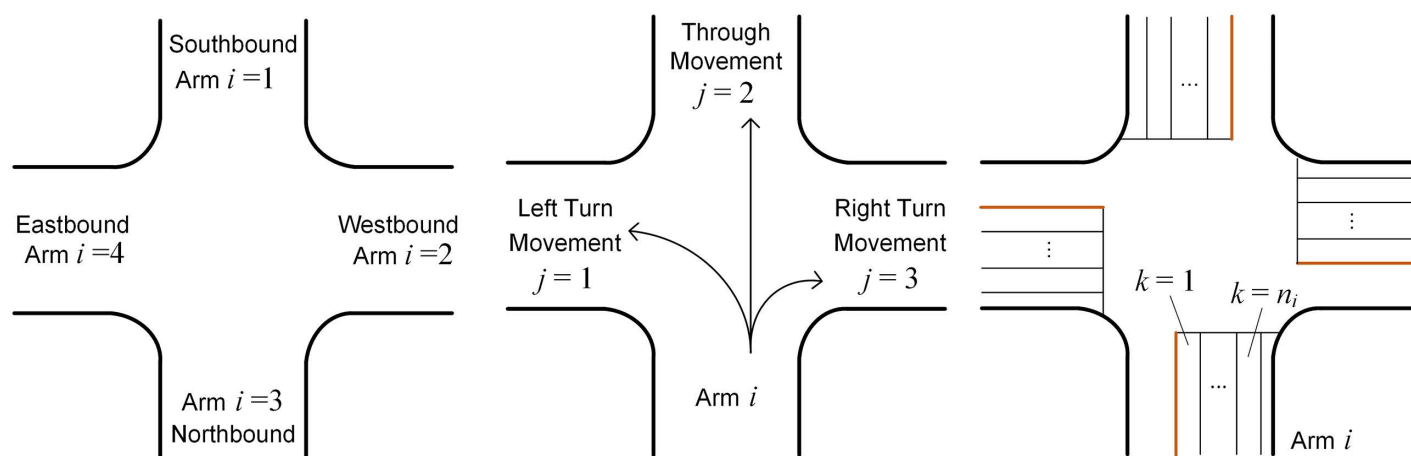 Southbound
Arm i =1
Eastbound
Arm i =4
Westbound
Arm i =2
Arm i =3
Northbound
Through
Movement
j = 2
Left Turn
Movement
j = 1
Right Turn
Movement
j = 3
Arm i
...
...
...
k = 1
k = nᵢ
...
Arm i